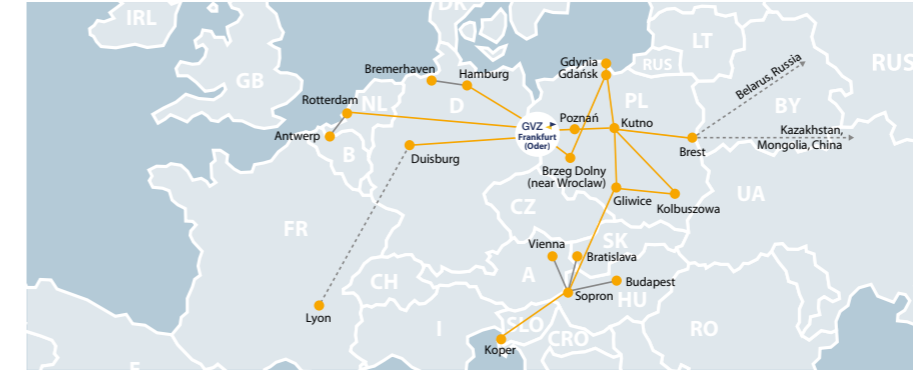 IRL
DK
LT
RUS
RUS
GB
Bremerhaven
Hamburg
Gdynia
Gdańsk
Belarus, Russia
Rotterdam
NL
D
PL
BY
Poznań
Kutno
GVZ
Frankfurt
(Oder)
Kazakhstan,
Mongolia, China
Antwerp
B
Duisburg
Brest
Brzeg Dolny
(near Wroclaw)
Gliwice
Kolbuszowa
UA
CZ
FR
Vienna
SK
Bratislava
CH
A
Budapest
Sopron
HU
Lyon
I
SLO
CRO
RO
Koper